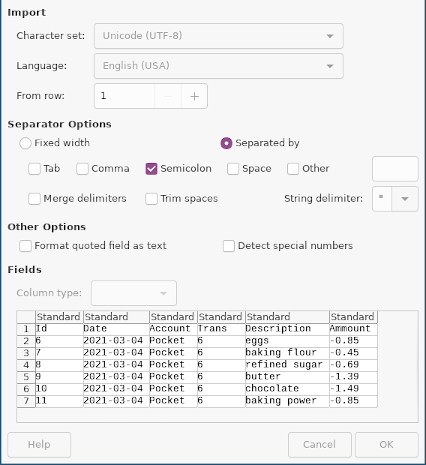 Import
Character set: Unicode (UTF-8)
Language: English (USA)
From row: 1 − +
Separator Options
Fixed width Separated by
Tab Comma Semicolon Space Other
Merge delimiters Trim spaces String delimiter: "
Other Options
Format quoted field as text Detect special numbers
Fields
Column type:
Standard Standard Standard Standard Standard Standard
1 Id Date Account Trans Description Ammount
2 6 2021-03-04 Pocket 6 eggs -0.85
3 7 2021-03-04 Pocket 6 baking flour -0.45
4 8 2021-03-04 Pocket 6 refined sugar -0.69
5 9 2021-03-04 Pocket 6 butter -1.39
6 10 2021-03-04 Pocket 6 chocolate -1.49
7 11 2021-03-04 Pocket 6 baking power -0.85
Help Cancel OK